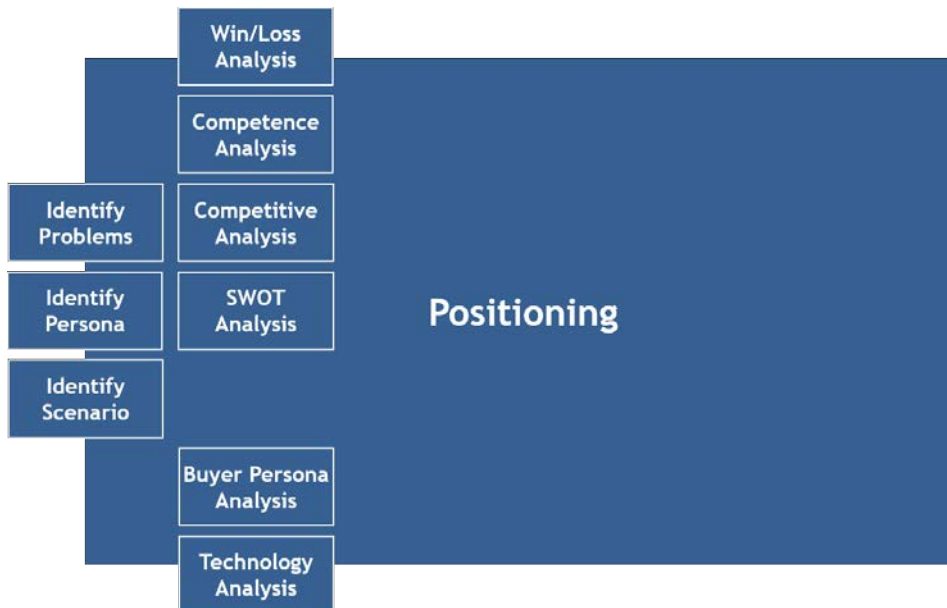 Win/Loss
Analysis
Competence
Analysis
Identify
Problems
Competitive
Analysis
Identify
Persona
SWOT
Analysis
Positioning
Identify
Scenario
Buyer Persona
Analysis
Technology
Analysis